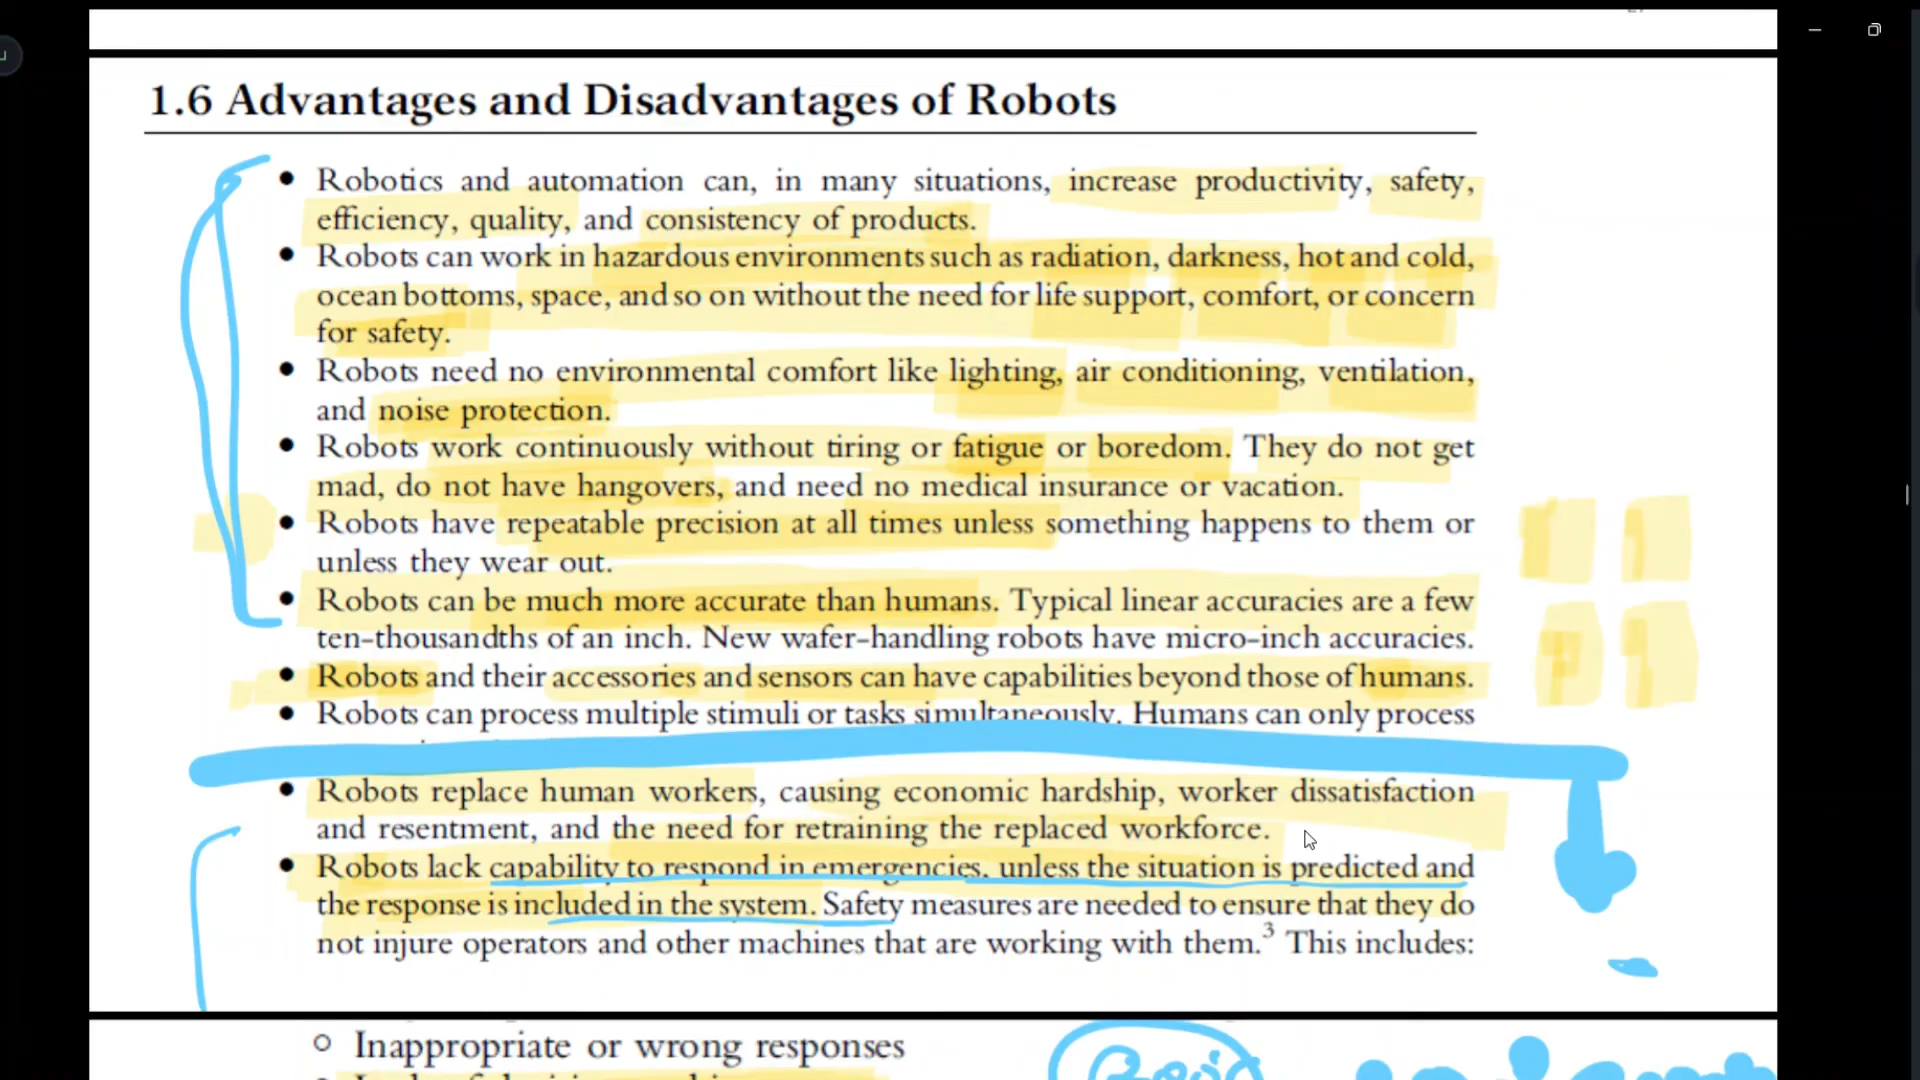 1.6 Advantages and Disadvantages of Robots
• Robotics and automation can, in many situations, increase productivity, safety,
efficiency, quality, and consistency of products.
• Robots can work in hazardous environments such as radiation, darkness, hot and cold,
ocean bottoms, space, and so on without the need for life support, comfort, or concern
for safety.
• Robots need no environmental comfort like lighting, air conditioning, ventilation,
and noise protection.
• Robots work continuously without tiring or fatigue or boredom. They do not get
mad, do not have hangovers, and need no medical insurance or vacation.
• Robots have repeatable precision at all times unless something happens to them or
unless they wear out.
• Robots can be much more accurate than humans. Typical linear accuracies are a few
ten-thousandths of an inch. New wafer-handling robots have micro-inch accuracies.
• Robots and their accessories and sensors can have capabilities beyond those of humans.
• Robots can process multiple stimuli or tasks simultaneously. Humans can only process
• Robots replace human workers, causing economic hardship, worker dissatisfaction
and resentment, and the need for retraining the replaced workforce.
• Robots lack capability to respond in emergencies, unless the situation is predicted and
the response is included in the system. Safety measures are needed to ensure that they do
not injure operators and other machines that are working with them.³ This includes:
○ Inappropriate or wrong responses